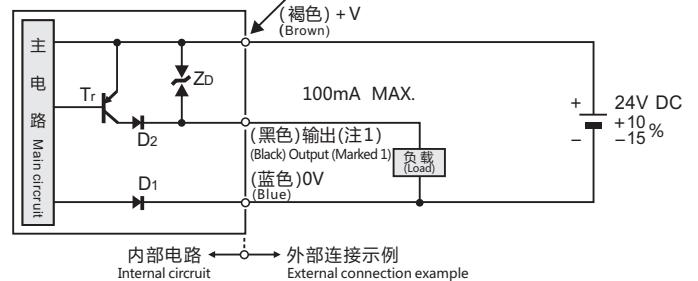 (褐色)+V
(Brown)
主电路
Main circruit
Tr
ZD
D2
100mA MAX.
(黑色)输出(注1)
(Black) Output (Marked 1)
负载
(Load)
+
−
24V DC
+10
−15 %
D1
(蓝色)0V
(Blue)
内部电路
Internal circruit
外部连接示例
External connection example